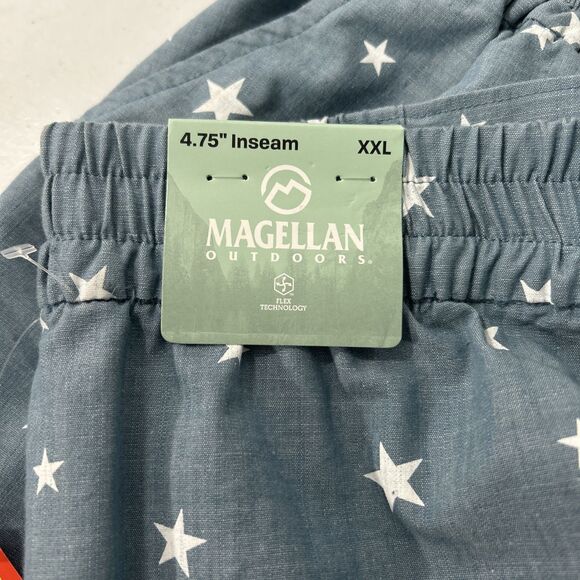 4.75" Inseam XXL
MAGELLAN
OUTDOORS®
FLEX
TECHNOLOGY